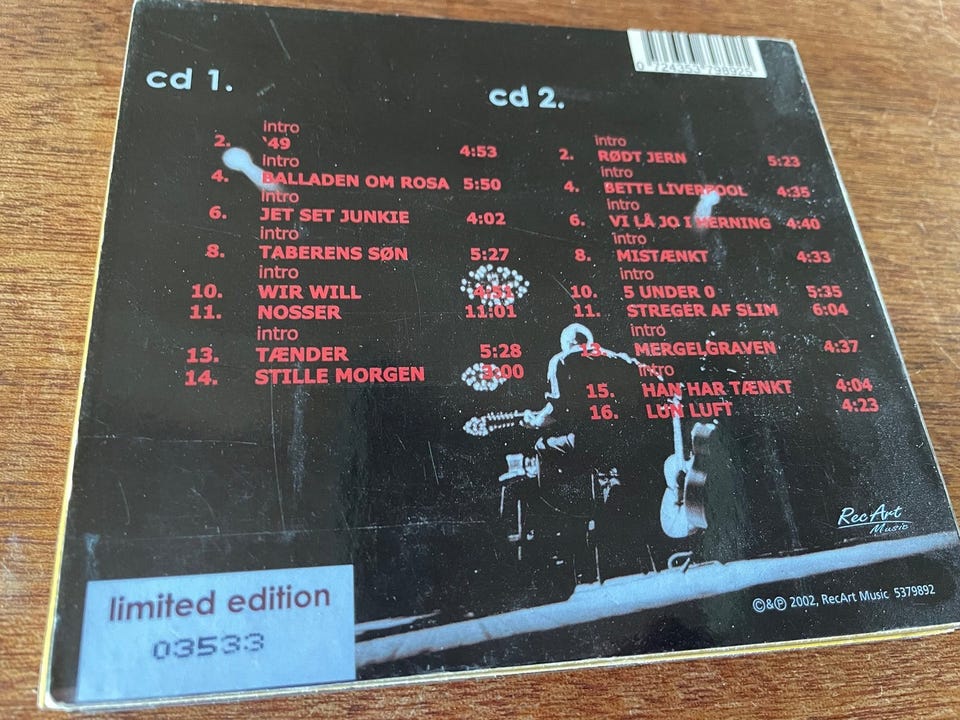 cd 1.
intro
2. '49 4:53
intro
4. BALLADEN OM ROSA 5:50
intro
6. JET SET JUNKIE 4:02
intro
8. TABERENS SØN 5:27
intro
10. WIR WILL 4:51
11. NOSSER 11:01
intro
13. TÆNDER 5:28
14. STILLE MORGEN 3:00
cd 2.
intro
2. RØDT JERN 5:23
intro
4. BETTE LIVERPOOL 4:35
intro
6. VI LÅ JO I HERNING 4:40
intro
8. MISTÆNKT 4:33
intro
10. 5 UNDER 0 5:35
11. STREGER AF SLIM 6:04
intro
13. MERGELGRAVEN 4:37
intro
15. HAN HAR TÆNKT 4:04
16. LUN LUFT 4:23
RecArt
Music
©&℗ 2002, RecArt Music 5379892
limited edition
03533